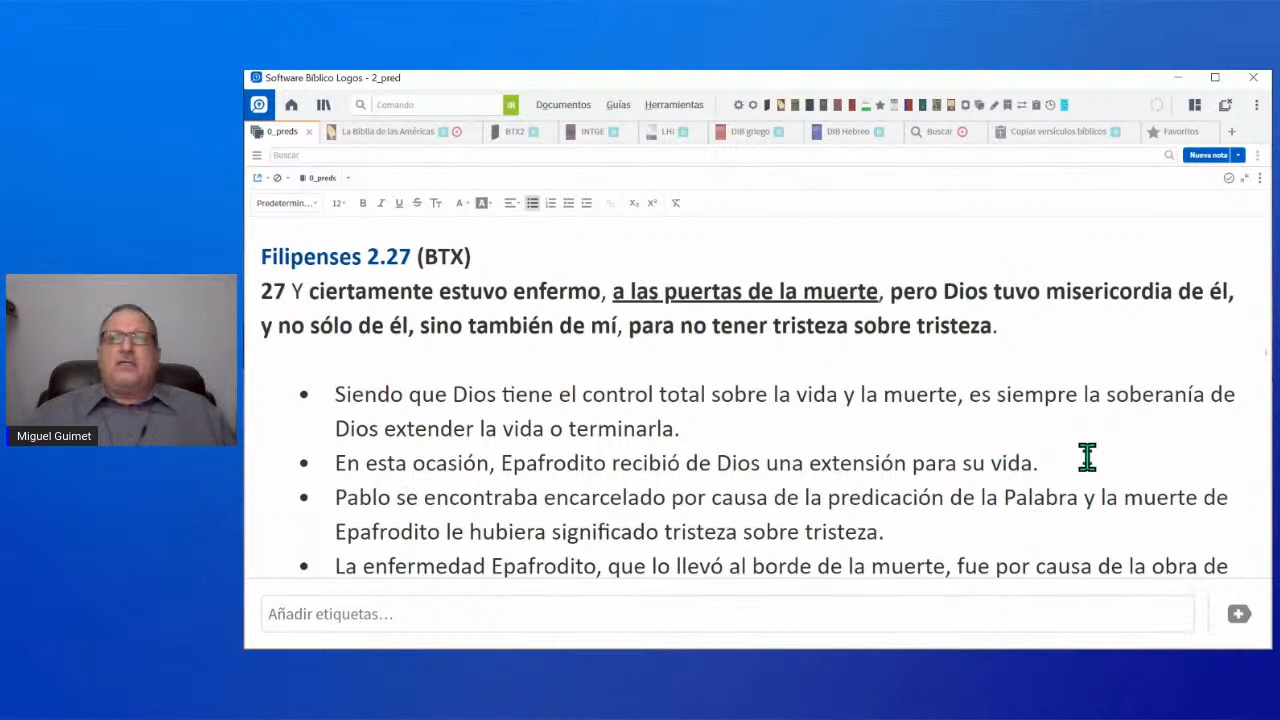 Software Bíblico Logos - 2_pred
Comando
IR
Documentos
Guías
Herramientas
0_preds
La Biblia de las Américas
BTX2
INTGE
LHI
DIB griego
DIB Hebreo
Buscar
Copiar versículos bíblicos
Favoritos
Buscar
Nueva nota
0_preds
Predetermin...
12
Filipenses 2.27 (BTX)
27 Y ciertamente estuvo enfermo, a las puertas de la muerte, pero Dios tuvo misericordia de él,
y no sólo de él, sino también de mí, para no tener tristeza sobre tristeza.
• Siendo que Dios tiene el control total sobre la vida y la muerte, es siempre la soberanía de
Dios extender la vida o terminarla.
• En esta ocasión, Epafrodito recibió de Dios una extensión para su vida.
• Pablo se encontraba encarcelado por causa de la predicación de la Palabra y la muerte de
Epafrodito le hubiera significado tristeza sobre tristeza.
• La enfermedad Epafrodito, que lo llevó al borde de la muerte, fue por causa de la obra de
Añadir etiquetas...
Miguel Guimet